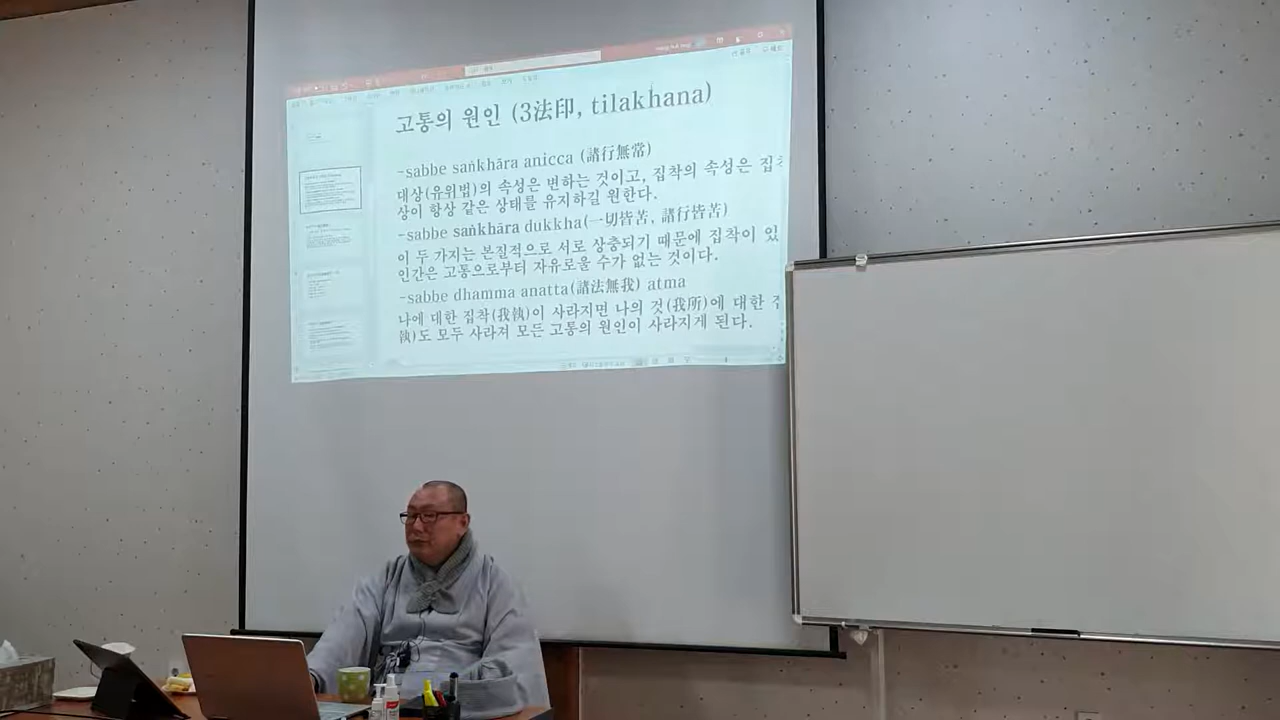 고통의 원인 (3法印, tilakhana)
-sabbe saṅkhāra anicca (諸行無常)
대상(유위법)의 속성은 변하는 것이고, 집착의 속성은 집착
상이 항상 같은 상태를 유지하길 원한다.
-sabbe saṅkhāra dukkha(一切皆苦, 諸行皆苦)
이 두 가지는 본질적으로 서로 상충되기 때문에 집착이 있
인간은 고통으로부터 자유로울 수가 없는 것이다.
-sabbe dhamma anatta(諸法無我) atma
나에 대한 집착(我執)이 사라지면 나의 것(我所)에 대한
執)도 모두 사라져 모든 고통의 원인이 사라지게 된다.